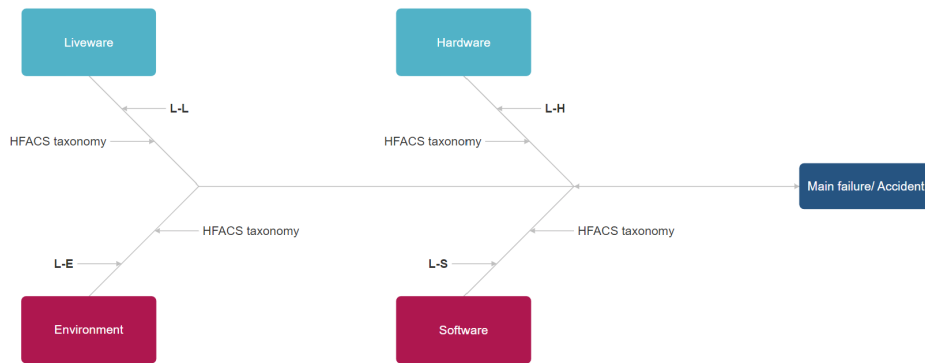 Liveware
Hardware
L-L
L-H
HFACS taxonomy
HFACS taxonomy
Main failure/ Accident
HFACS taxonomy
HFACS taxonomy
L-E
L-S
Environment
Software